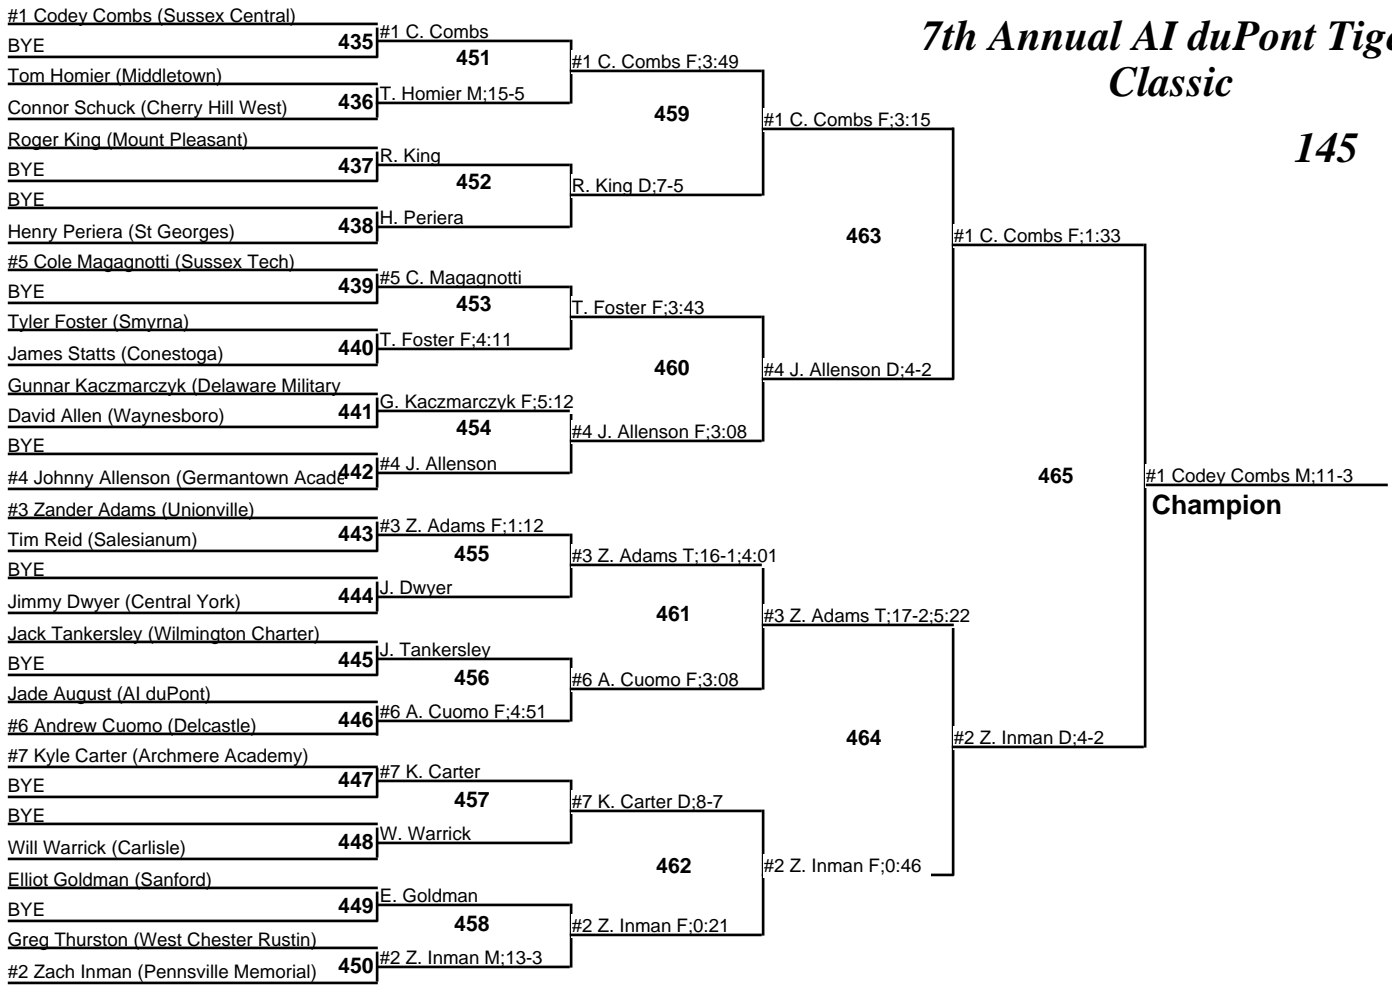 7th Annual AI duPont Tige
Classic
145
#1 Codey Combs (Sussex Central)
BYE
435
Tom Homier (Middletown)
Connor Schuck (Cherry Hill West)
436
Roger King (Mount Pleasant)
BYE
437
BYE
Henry Periera (St Georges)
438
#5 Cole Magagnotti (Sussex Tech)
BYE
439
Tyler Foster (Smyrna)
James Statts (Conestoga)
440
Gunnar Kaczmarczyk (Delaware Military
David Allen (Waynesboro)
441
BYE
#4 Johnny Allenson (Germantown Acade
442
#3 Zander Adams (Unionville)
Tim Reid (Salesianum)
443
BYE
Jimmy Dwyer (Central York)
444
Jack Tankersley (Wilmington Charter)
BYE
445
Jade August (AI duPont)
#6 Andrew Cuomo (Delcastle)
446
#7 Kyle Carter (Archmere Academy)
BYE
447
BYE
Will Warrick (Carlisle)
448
Elliot Goldman (Sanford)
BYE
449
Greg Thurston (West Chester Rustin)
#2 Zach Inman (Pennsville Memorial)
450
#1 C. Combs
451
T. Homier M;15-5
R. King
452
H. Periera
#5 C. Magagnotti
453
T. Foster F;4:11
G. Kaczmarczyk F;5:12
454
#4 J. Allenson
#3 Z. Adams F;1:12
455
J. Dwyer
J. Tankersley
456
#6 A. Cuomo F;4:51
#7 K. Carter
457
W. Warrick
E. Goldman
458
#2 Z. Inman M;13-3
#1 C. Combs F;3:49
459
R. King D;7-5
T. Foster F;3:43
460
#4 J. Allenson F;3:08
#3 Z. Adams T;16-1;4:01
461
#6 A. Cuomo F;3:08
#7 K. Carter D;8-7
462
#2 Z. Inman F;0:21
#1 C. Combs F;3:15
463
#4 J. Allenson D;4-2
#3 Z. Adams T;17-2;5:22
464
#2 Z. Inman F;0:46
#1 C. Combs F;1:33
465
#2 Z. Inman D;4-2
#1 Codey Combs M;11-3
Champion